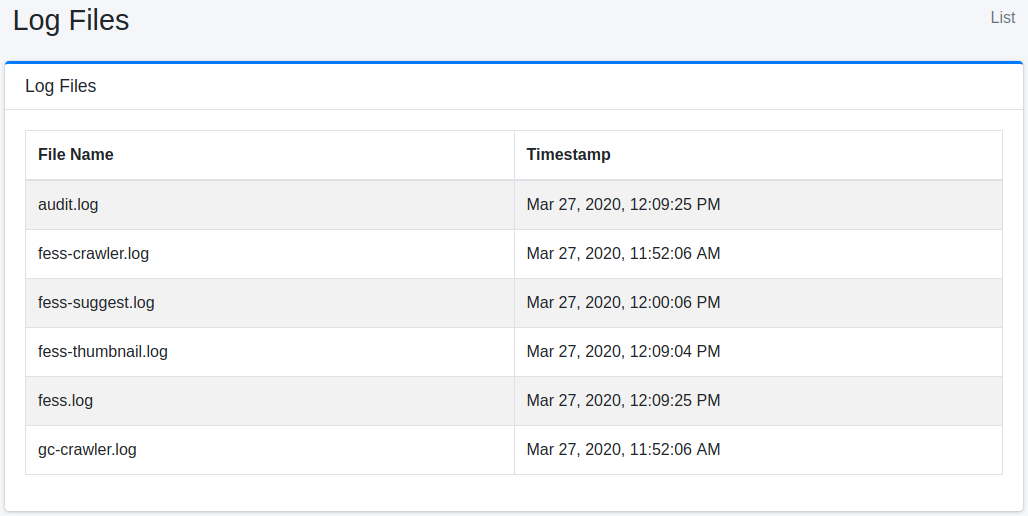 Log Files
List
Log Files
File Name Timestamp
audit.log Mar 27, 2020, 12:09:25 PM
fess-crawler.log Mar 27, 2020, 11:52:06 AM
fess-suggest.log Mar 27, 2020, 12:00:06 PM
fess-thumbnail.log Mar 27, 2020, 12:09:04 PM
fess.log Mar 27, 2020, 12:09:25 PM
gc-crawler.log Mar 27, 2020, 11:52:06 AM